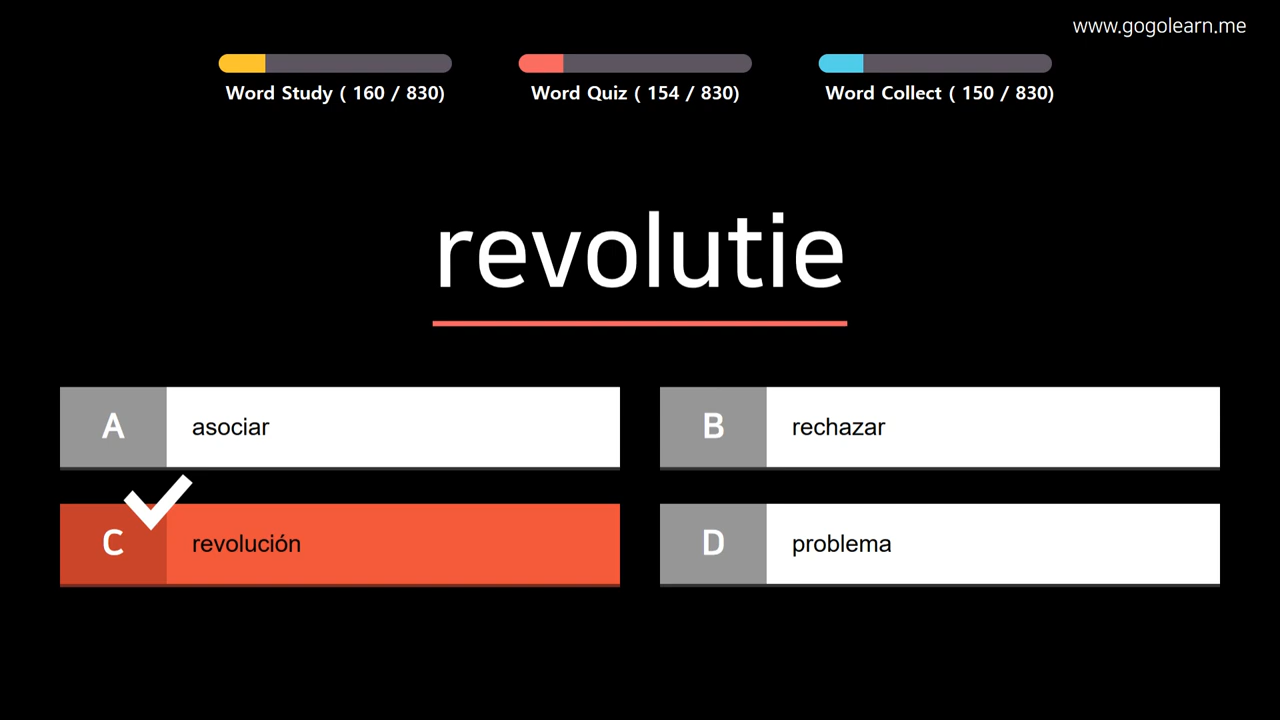 www.gogolearn.me
Word Study ( 160 / 830)
Word Quiz ( 154 / 830)
Word Collect ( 150 / 830)
revolutie
A asociar
B rechazar
C revolución
D problema